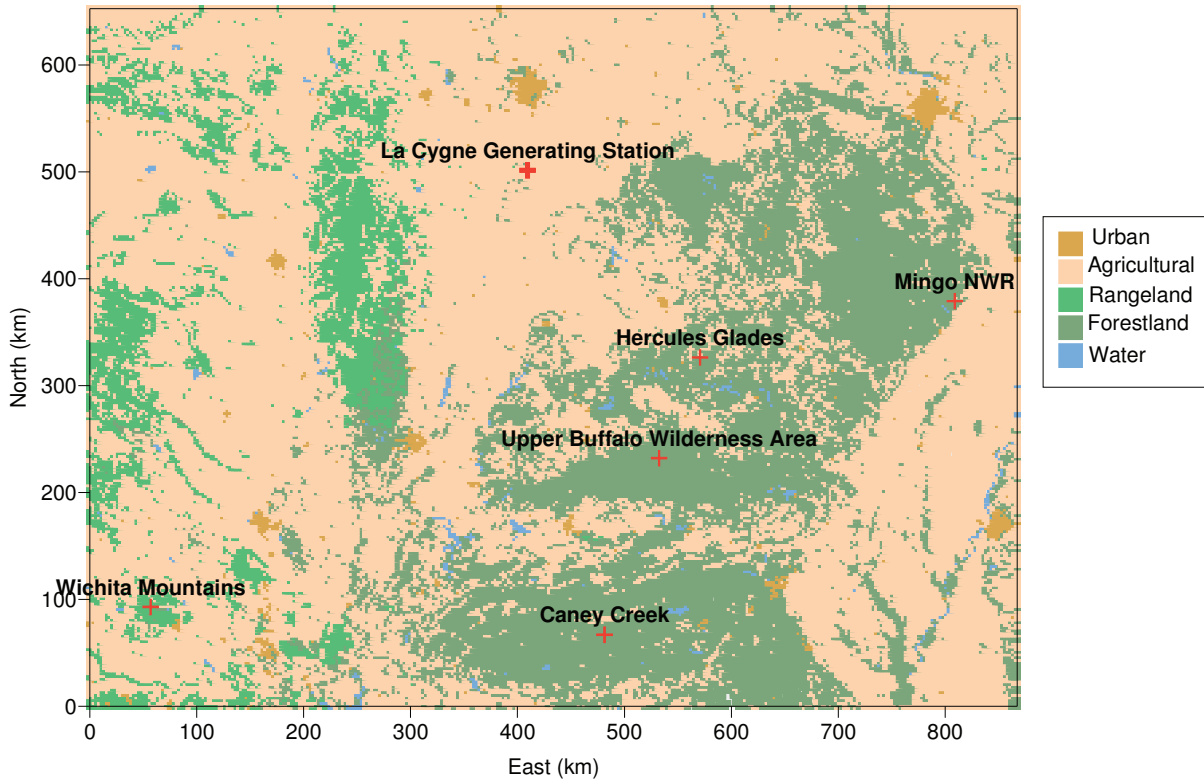 600
500
400
300
200
100
0
North (km)
0 100 200 300 400 500 600 700 800
East (km)
La Cygne Generating Station
Mingo NWR
Hercules Glades
Upper Buffalo Wilderness Area
Wichita Mountains
Caney Creek
Urban
Agricultural
Rangeland
Forestland
Water